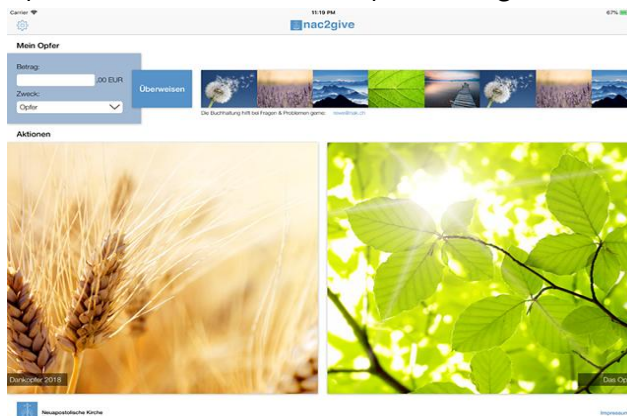 Carrier 11:19 PM 67%
nac2give
Mein Opfer
Betrag:
,00 EUR
Zweck:
Opfer
Überweisen
Die Buchhaltung hilft bei Fragen & Problemen gerne:
Aktionen
Dankopfer 2018
Das Op
Neuapostolische Kirche
Impressum